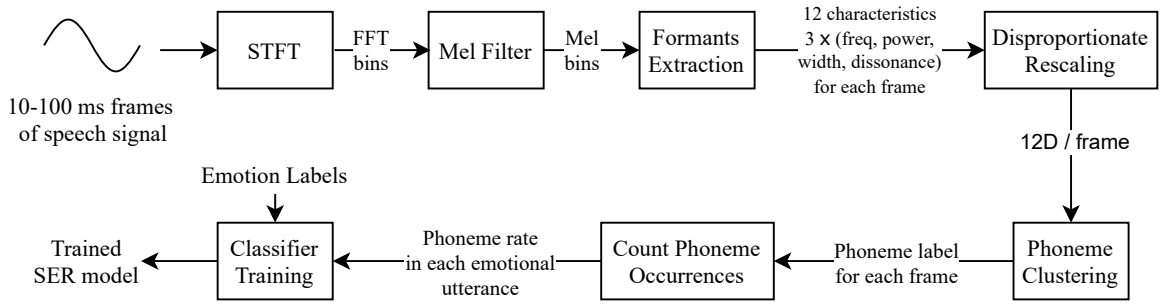 10-100 ms frames
of speech signal
STFT
FFT
bins
Mel Filter
Mel
bins
Formants
Extraction
12 characteristics
3 x (freq, power,
width, dissonance)
for each frame
Disproportionate
Rescaling
12D / frame
Phoneme
Clustering
Phoneme label
for each frame
Count Phoneme
Occurrences
Phoneme rate
in each emotional
utterance
Emotion Labels
Classifier
Training
Trained
SER model